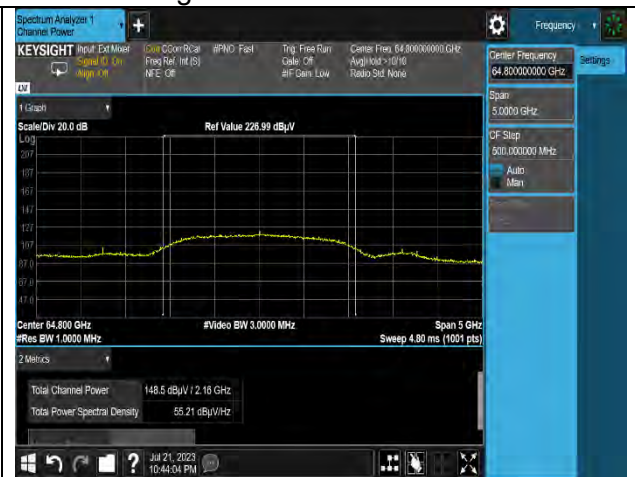 Spectrum Analyzer 1
Channel Power
Frequency
KEYSIGHT
Input: Ext Mixer
Signal ID: On
Align: Off
Corr CCorr RCal
Freq Ref: Int (S)
NFE: Off
#PNO: Fast
Trig: Free Run
Gate: Off
#IF Gain: Low
Center Freq: 64.800000000 GHz
Avg|Hold:>10/10
Radio Std: None
Center Frequency
64.800000000 GHz
Settings
Span
5.0000 GHz
CF Step
500.000000 MHz
Auto
Man
1 Graph
Scale/Div 20.0 dB
Ref Value 226.99 dBµV
Log
207
187
167
147
127
107
87.0
67.0
47.0
Center 64.800 GHz
#Video BW 3.0000 MHz
Span 5 GHz
#Res BW 1.0000 MHz
Sweep 4.80 ms (1001 pts)
2 Metrics
Total Channel Power 148.5 dBµV / 2.16 GHz
Total Power Spectral Density 55.21 dBµV/Hz
Jul 21, 2023
10:44:04 PM